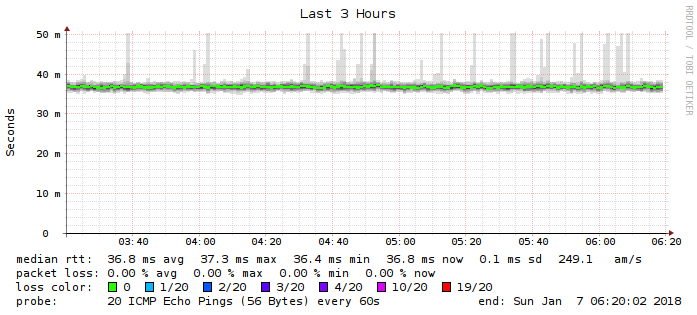 Last 3 Hours
RRDTOOL / TOBI OETIKER
Seconds
50 m
40 m
30 m
20 m
10 m
0
03:40 04:00 04:20 04:40 05:00 05:20 05:40 06:00 06:20
median rtt: 36.8 ms avg 37.3 ms max 36.4 ms min 36.8 ms now 0.1 ms sd 249.1 am/s
packet loss: 0.00 % avg 0.00 % max 0.00 % min 0.00 % now
loss color: 0 1/20 2/20 3/20 4/20 10/20 19/20
probe: 20 ICMP Echo Pings (56 Bytes) every 60s end: Sun Jan 7 06:20:02 2018